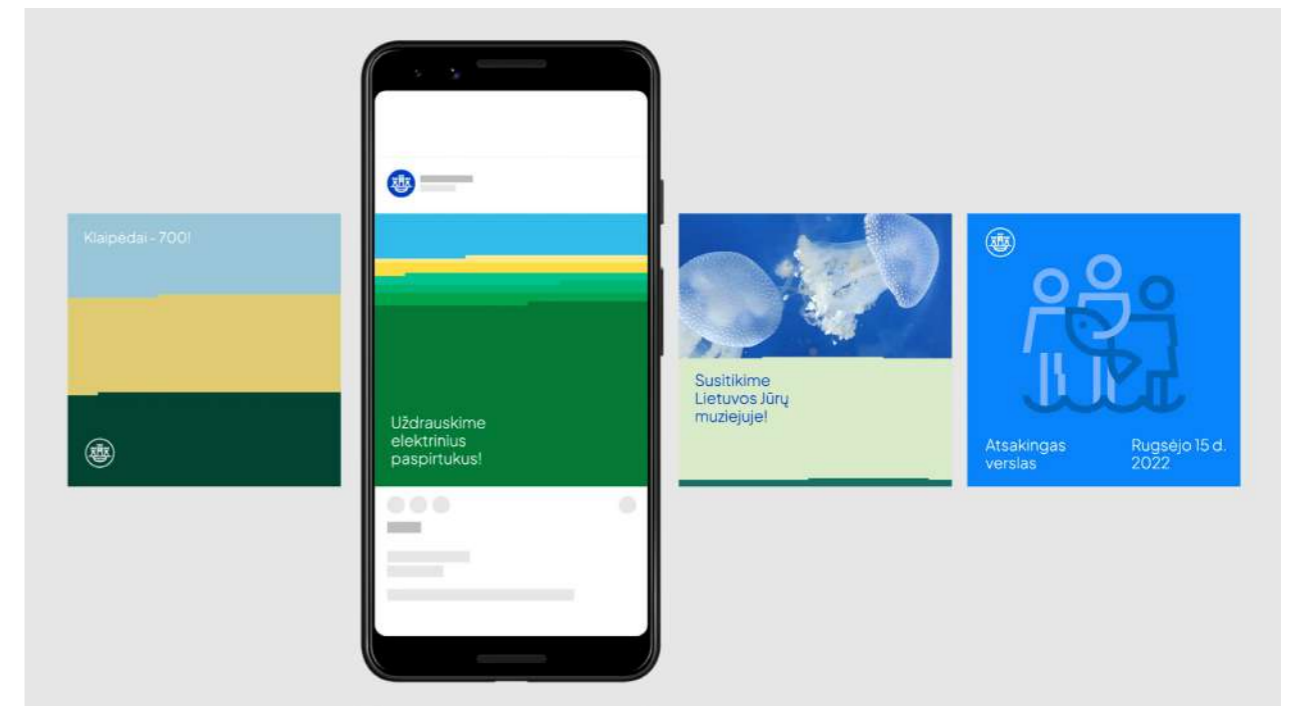 Klaipėdai - 700!
Uždrauskime
elektrinius
paspirtukus!
Susitikime
Lietuvos Jūrų
muziejuje!
Atsakingas
verslas
Rugsėjo 15 d.
2022